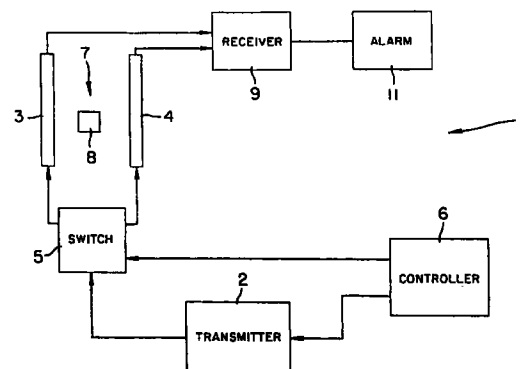 RECEIVER
ALARM
7
9
11
3
4
8
6
SWITCH
5
CONTROLLER
2
TRANSMITTER